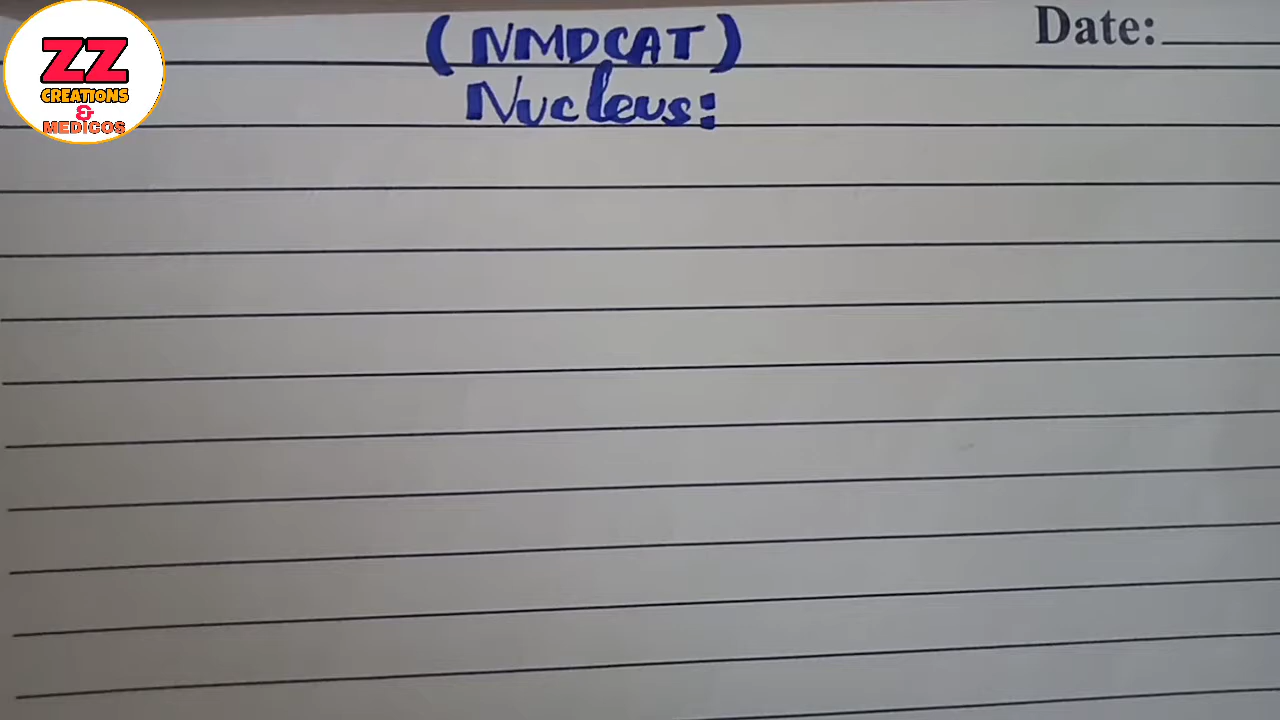 ( NMDCAT )
Date:
Nucleus:
ZZ
CREATIONS
&
MEDICOS